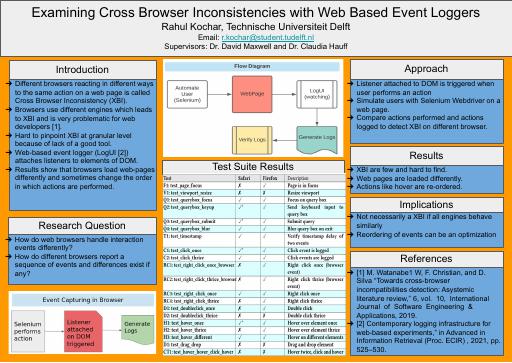 Examining Cross Browser Inconsistencies with Web Based Event Loggers
Rahul Kochar, Technische Universiteit Delft
Email: r.kochar@student.tudelft.nl
Supervisors: Dr. David Maxwell and Dr. Claudia Hauff
Introduction
Different browsers reacting in different ways
to the same action on a web page is called
Cross Browser Inconsistency (XBI).
Browsers use different engines which leads
to XBI and is very problematic for web
developers [1].
Hard to pinpoint XBI at granular level
because of lack of a good tool.
Web-based event logger (LogUI [2])
attaches listeners to elements of DOM.
Results show that browsers load web-pages
differently and sometimes change the order
in which actions are performed.
Research Question
How do web browsers handle interaction
events differently?
How do different browsers report a
sequence of events and differences exist if
any?
Event Capturing in Browser
Selenium
performs
action
Listener
attached
on DOM
triggered
Generate
Logs
Flow Diagram
Automate
User
(Selenium)
WebPage
LogUI
(watching)
Verify Logs
Generate Logs
Test Suite Results
Test Safari Firefox Description
F1: test_page_focus ✗ ✓ Page is in focus
V1: test_viewport_resize ✗ ✗ Resize viewport
Q1: test_querybox_focus ✓ ✓ Focus on query box
Q2: test_querybox_keyup ✓ ✓ Send keyboard input to
query box
Q3: test_querybox_submit ✓ ✓ Submit query
Q4: test_querybox_blur ✓ ✓ Blur query box on exit
T1: test_timestamp ✓ ✓ Verify timestamp delay of
two events
C1: test_click_once ✓ ✓ Click event is logged
C2: test_click_thrice ✓ ✓ Click events are logged
RC1: test_right_click_once_browser
Right click once (browser
event)
RC2: test_right_click_thrice_browser
Right click thrice (browser
event)
RC3: test_right_click_once Right click once
RC4: test_right_click_thrice Right click thrice
D1: test_doubleclick_once Double click
D2: test_doubleclick_thrice Double click thrice
H1: test_hover_once Hover over element once
H2: test_hover_thrice Hover over element thrice
H3: test_hover_different Hover on different elements
D1: test_drag_drop Drag and drop element
CT1: test_hover_hover_click_hover Hover twice, click and hover
Approach
Listener attached to DOM is triggered when
user performs an action
Simulate users with Selenium Webdriver on a
web page.
Compare actions performed and actions
logged to detect XBI on different browser.
Results
XBI are few and hard to find.
Web pages are loaded differently.
Actions like hover are re-ordered.
Implications
Not necessarily a XBI if all engines behave
similarly
Reordering of events can be an optimization
References
[1] M. Watanabe1 W, F. Christian, and D.
Silva "Towards cross-browser
incompatibilities detection: Asystemic
literature review," 6, vol. 10, International
Journal of Software Engineering &
Applications, 2019.
[2] Contemporary logging infrastructure for
web-based experiments," in Advanced in
Information Retrieval (Proc. ECIR) , 2021, pp.
525–530.